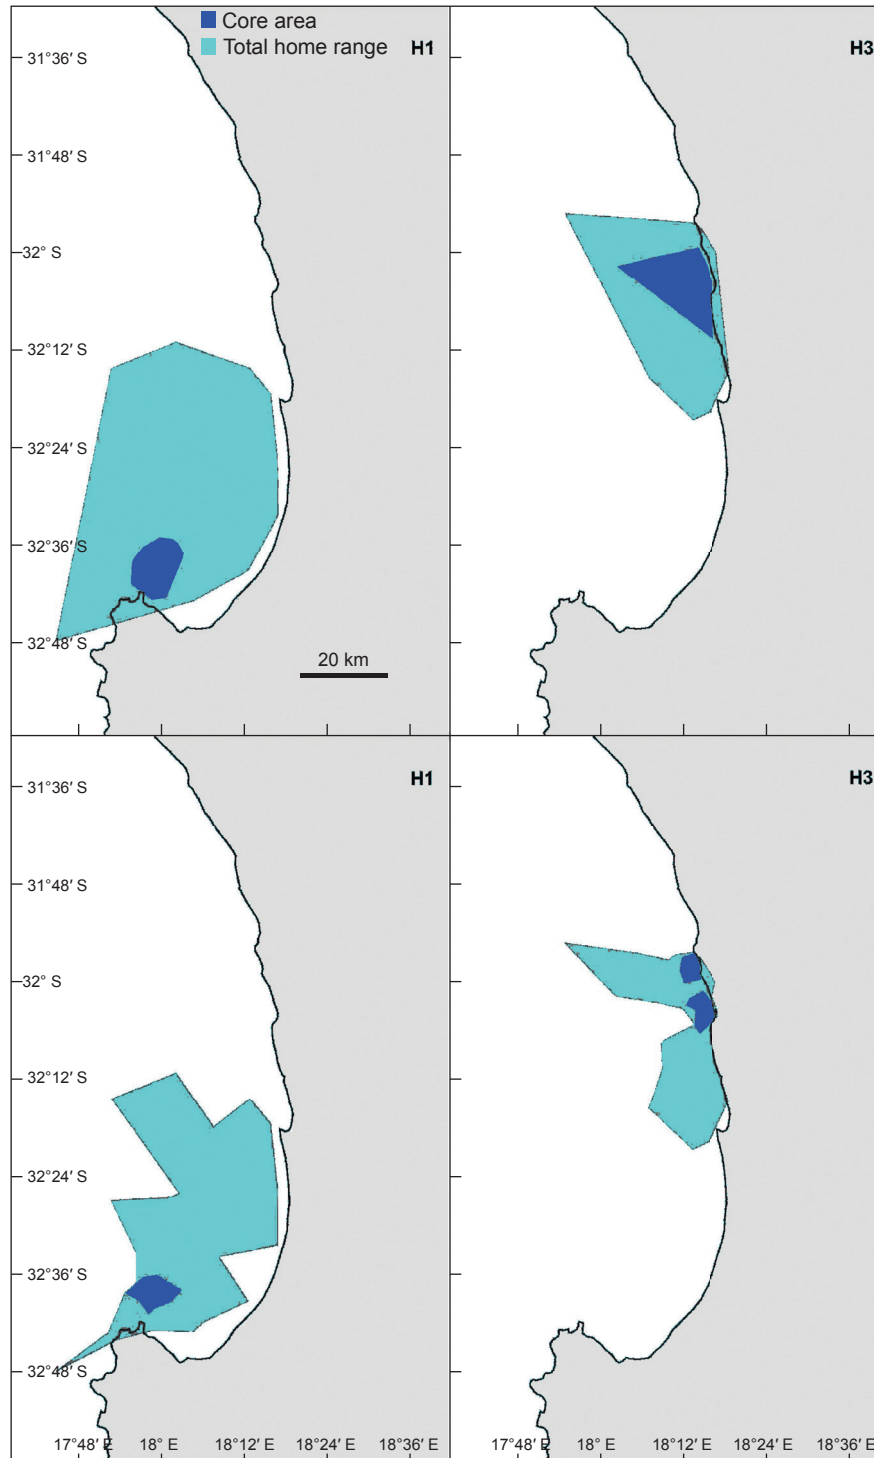 Core area
Total home range
H1
H3
31°36′ S
31°48′ S
32° S
32°12′ S
32°24′ S
32°36′ S
32°48′ S
20 km
H1
H3
31°36′ S
31°48′ S
32° S
32°12′ S
32°24′ S
32°36′ S
32°48′ S
17°48′ E 18° E 18°12′ E 18°24′ E 18°36′ E 17°48′ E 18° E 18°12′ E 18°24′ E 18°36′ E